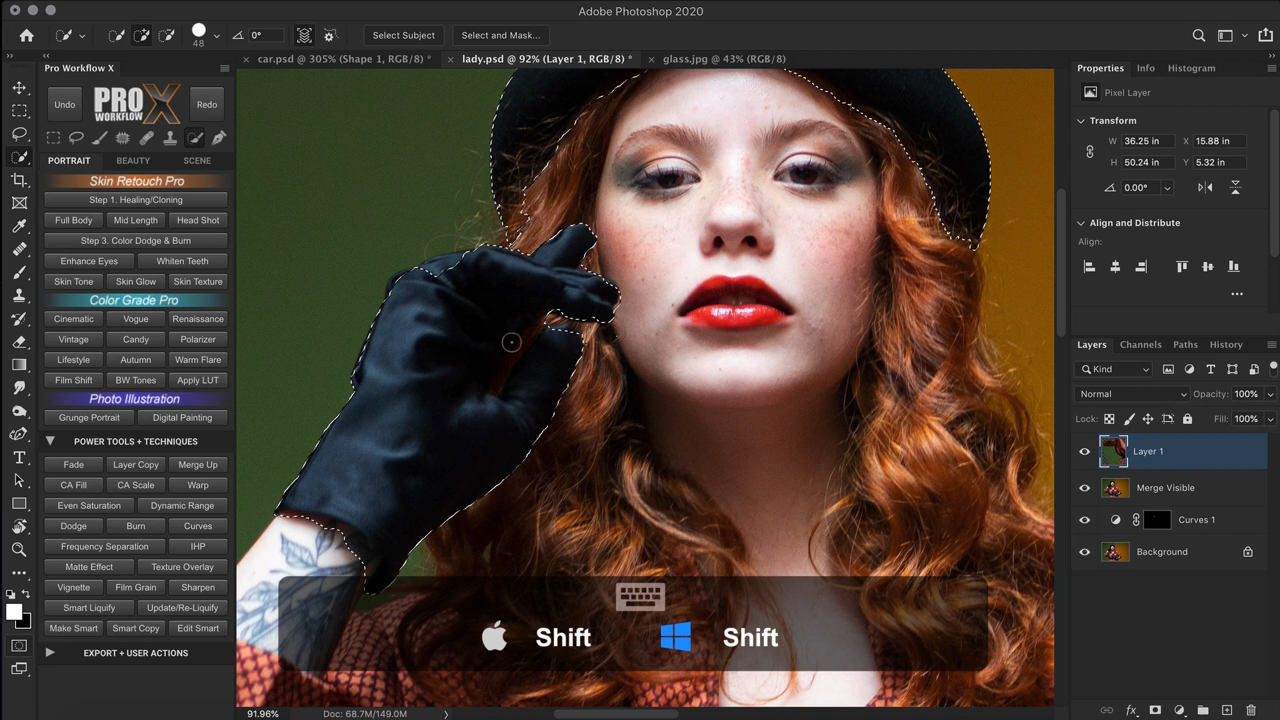 Adobe Photoshop 2020
48
0°
Select Subject
Select and Mask...
car.psd @ 305% (Shape 1, RGB/8) *
lady.psd @ 92% (Layer 1, RGB/8) *
glass.jpg @ 43% (RGB/8)
Pro Workflow X
Undo
PRO WORKFLOW X
Redo
PORTRAIT
BEAUTY
SCENE
Skin Retouch Pro
Step 1. Healing/Cloning
Full Body
Mid Length
Head Shot
Step 3. Color Dodge & Burn
Enhance Eyes
Whiten Teeth
Skin Tone
Skin Glow
Skin Texture
Color Grade Pro
Cinematic
Vogue
Renaissance
Vintage
Candy
Polarizer
Lifestyle
Autumn
Warm Flare
Film Shift
BW Tones
Apply LUT
Photo Illustration
Grunge Portrait
Digital Painting
POWER TOOLS + TECHNIQUES
Fade
Layer Copy
Merge Up
CA Fill
CA Scale
Warp
Even Saturation
Dynamic Range
Dodge
Burn
Curves
Frequency Separation
IHP
Matte Effect
Texture Overlay
Vignette
Film Grain
Sharpen
Smart Liquify
Update/Re-Liquify
Make Smart
Smart Copy
Edit Smart
EXPORT + USER ACTIONS
Shift
Shift
91.96%
Doc: 68.7M/149.0M
Properties
Info
Histogram
Pixel Layer
Transform
W 36.25 in
X 15.88 in
H 50.24 in
Y 5.32 in
0.00°
Align and Distribute
Align:
Layers
Channels
Paths
History
Kind
Normal
Opacity: 100%
Lock:
Fill: 100%
Layer 1
Merge Visible
Curves 1
Background